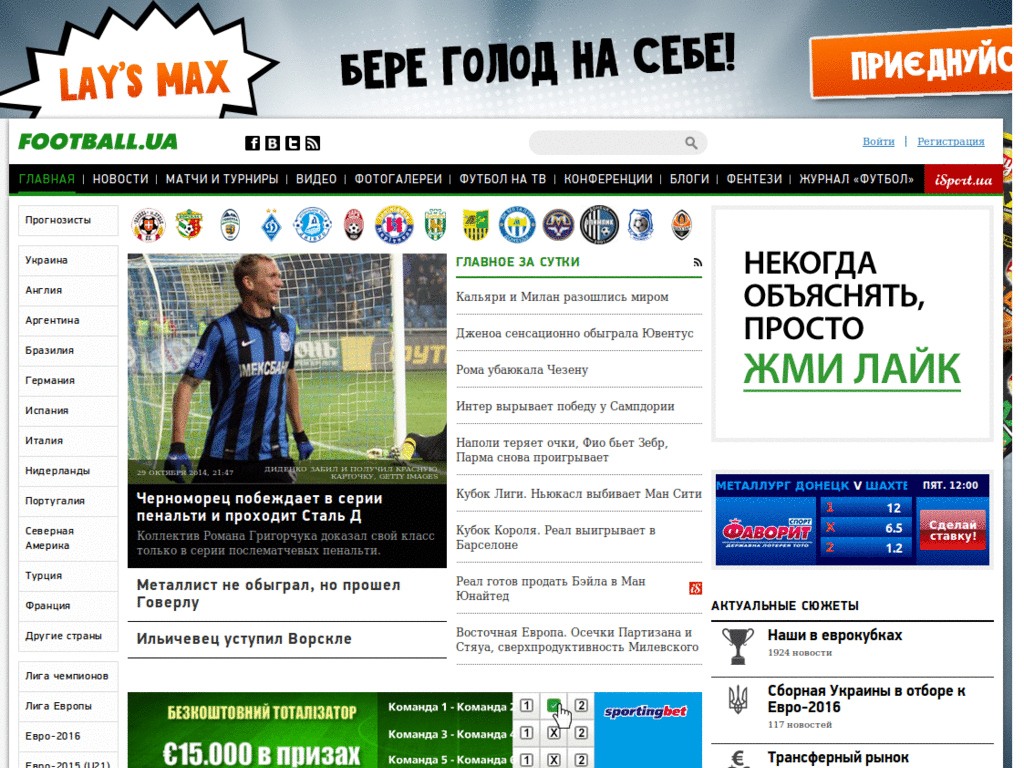 LAY'S MAX
БЕРЕ ГОЛОД НА СЕБЕ!
ПРИЄДНУЙС
FOOTBALL.UA
Войти | Регистрация
ГЛАВНАЯ | НОВОСТИ | МАТЧИ И ТУРНИРЫ | ВИДЕО | ФОТОГАЛЕРЕИ | ФУТБОЛ НА ТВ | КОНФЕРЕНЦИИ | БЛОГИ | ФЕНТЕЗИ | ЖУРНАЛ «ФУТБОЛ» iSport.ua
Прогнозисты
Украина
Англия
Аргентина
Бразилия
Германия
Испания
Италия
Нидерланды
Португалия
Северная
Америка
Турция
Франция
Другие страны
Лига чемпионов
Лига Европы
Евро-2016
Евро-2015 (U21)
ИМЕКСБАН
29 ОКТЯБРЯ 2014, 21:47
ДИДЕНКО ЗАБИЛ И ПОЛУЧИЛ КРАСНУЮ
КАРТОЧКУ, GETTY IMAGES
Черноморец побеждает в серии
пенальти и проходит Сталь Д
Коллектив Романа Григорчука доказал свой класс
только в серии послематчевых пенальти.
Металлист не обыграл, но прошел
Говерлу
Ильичевец уступил Ворскле
ГЛАВНОЕ ЗА СУТКИ
Кальяри и Милан разошлись миром
Дженоа сенсационно обыграла Ювентус
Рома убаюкала Чезену
Интер вырывает победу у Сампдории
Наполи теряет очки, Фио бьет Зебр,
Парма снова проигрывает
Кубок Лиги. Ньюкасл выбивает Ман Сити
Кубок Короля. Реал выигрывает в
Барселоне
Реал готов продать Бэйла в Ман
Юнайтед
iS
Восточная Европа. Осечки Партизана и
Стяуа, сверхпродуктивность Милевского
БЕЗКОШТОВНИЙ ТОТАЛІЗАТОР
€15.000 в призах
Команда 1 - Команда 2 1 2
Команда 3 - Команда 4 1 X 2
Команда 5 - Команда 6 1 X 2
sportingbet
НЕКОГДА
ОБЪЯСНЯТЬ,
ПРОСТО
ЖМИ ЛАЙК
МЕТАЛЛУРГ ДОНЕЦК V ШАХТЕ ПЯТ. 12:00
ФАВОРИТ
СПОРТ
ДЕРЖАВНА ЛОТЕРЕЯ ТОТО
1 12
X 6.5
2 1.2
Сделай
ставку!
АКТУАЛЬНЫЕ СЮЖЕТЫ
Наши в еврокубках
1924 новости
Сборная Украины в отборе к
Евро-2016
117 новостей
Трансферный рынок